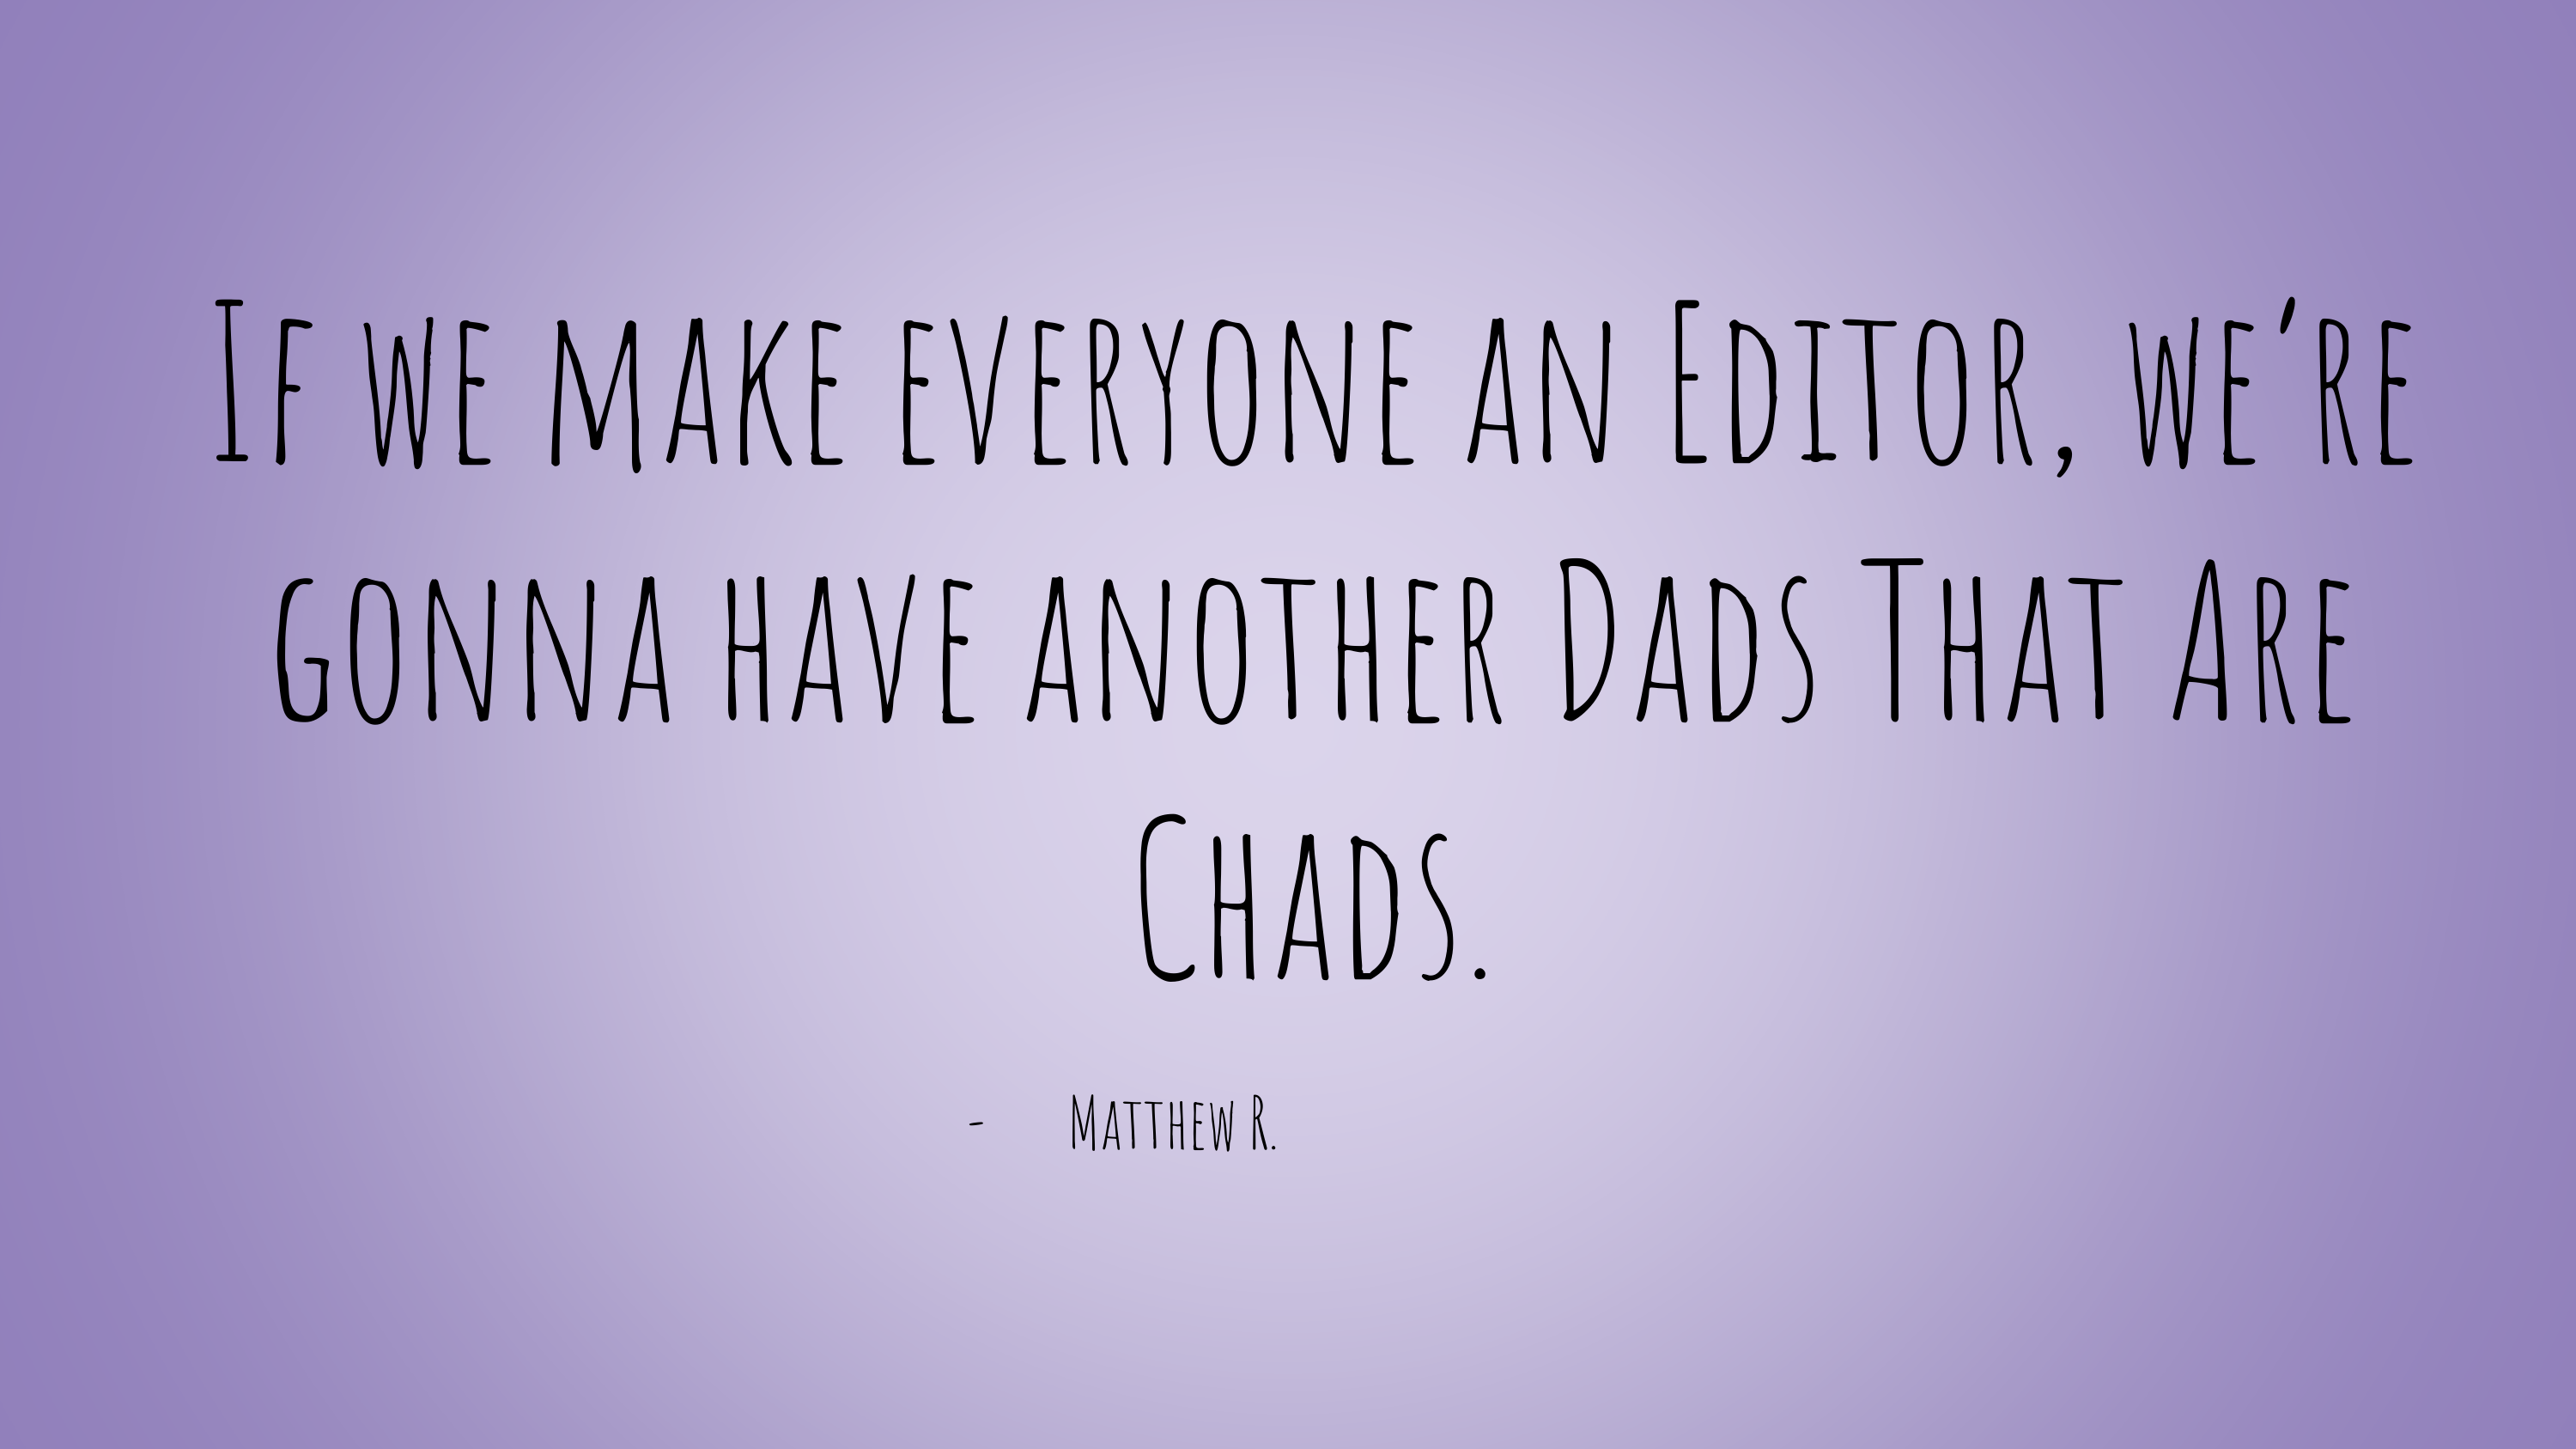 If we make everyone an Editor, we're
gonna have another Dads That Are
Chads.
- Matthew R.